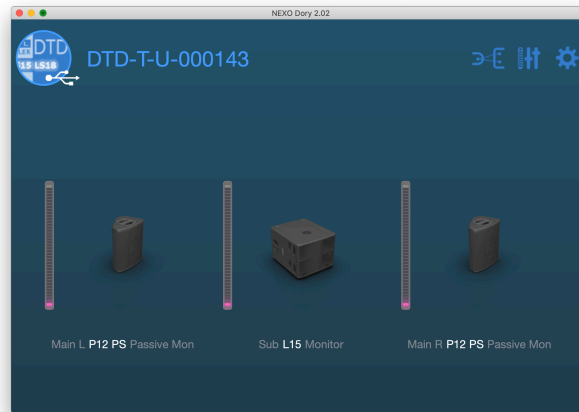 NEXO Dory 2.02
DTD
S15 LS18
DTD-T-U-000143
Main L P12 PS Passive Mon
Sub L15 Monitor
Main R P12 PS Passive Mon